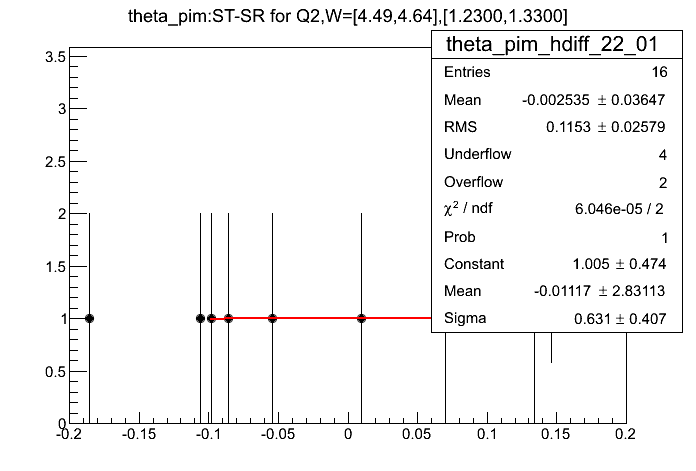 theta_pim:ST-SR for Q2,W=[4.49,4.64],[1.2300,1.3300]
theta_pim_hdiff_22_01
Entries 16
Mean -0.002535 ± 0.03647
RMS 0.1153 ± 0.02579
Underflow 4
Overflow 2
χ² / ndf 6.046e-05 / 2
Prob 1
Constant 1.005 ± 0.474
Mean -0.01117 ± 2.83113
Sigma 0.631 ± 0.407
3.5
3
2.5
2
1.5
1
0.5
0
-0.2 -0.15 -0.1 -0.05 0 0.05 0.1 0.15 0.2